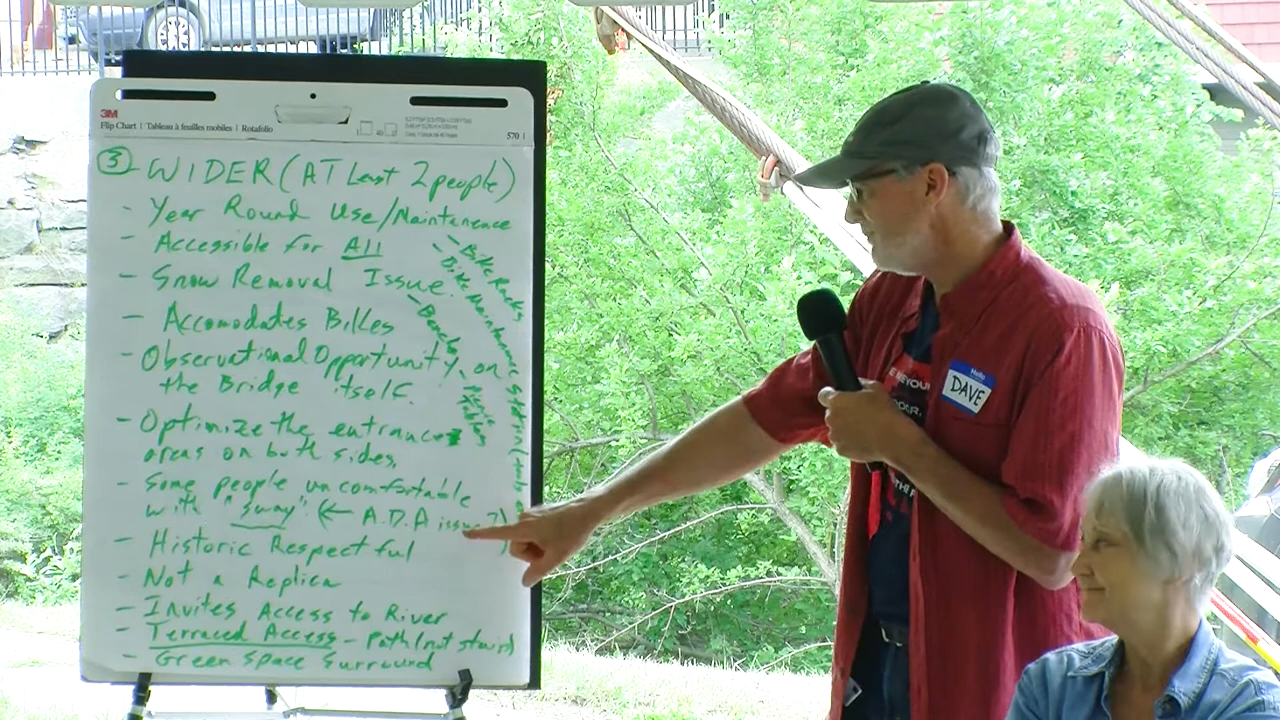 3M
Flip Chart | Tableau à feuilles mobiles | Rotafolio
570
③ - WIDER (AT Least 2 people)
- Year Round Use/Maintenence
- Accessible for All
- Snow Removal Issue.
- Accomodates Bikes
- Observational Opportunity on
the Bridge itself.
- Optimize the entrance
areas on both sides,
- Some people uncomfortable
with "sway". (← A.D.A issue?)
- Historic Respectful
- Not a Replica
- Invites Access to River
- Terraced Access - path (not stairs)
- Green Space Surround
- Bike Racks
- Bike Maintenance Station
- Benches
- Picnic
Hello
DAVE